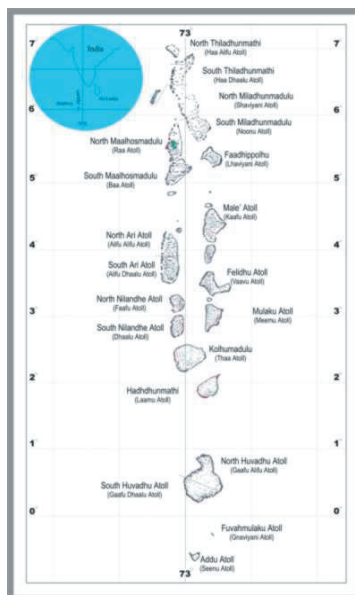 India
73°
7° 7°
North Thiladhunmathi
(Haa Alifu Atoll)
South Thiladhunmathi
(Haa Dhaalu Atoll)
North Miladhunmadulu
(Shaviyani Atoll)
6° 6°
South Miladhunmadulu
(Noonu Atoll)
North Maalhosmadulu
(Raa Atoll)
Faadhippolhu
(Lhaviyani Atoll)
5° 5°
South Maalhosmadulu
(Baa Atoll)
Male' Atoll
(Kaafu Atoll)
North Ari Atoll
(Alifu Alifu Atoll)
4° 4°
South Ari Atoll
(Alifu Dhaalu Atoll)
Felidhu Atoll
(Vaavu Atoll)
North Nilandhe Atoll
(Faafu Atoll)
3° 3°
Mulaku Atoll
(Meemu Atoll)
South Nilandhe Atoll
(Dhaalu Atoll)
Kolhumadulu
(Thaa Atoll)
2° 2°
Hadhdhunmathi
(Laamu Atoll)
1° 1°
North Huvadhu Atoll
(Gaafu Alifu Atoll)
South Huvadhu Atoll
(Gaafu Dhaalu Atoll)
0° 0°
Fuvahmulaku Atoll
(Gnaviyani Atoll)
Addu Atoll
(Seenu Atoll)
73°